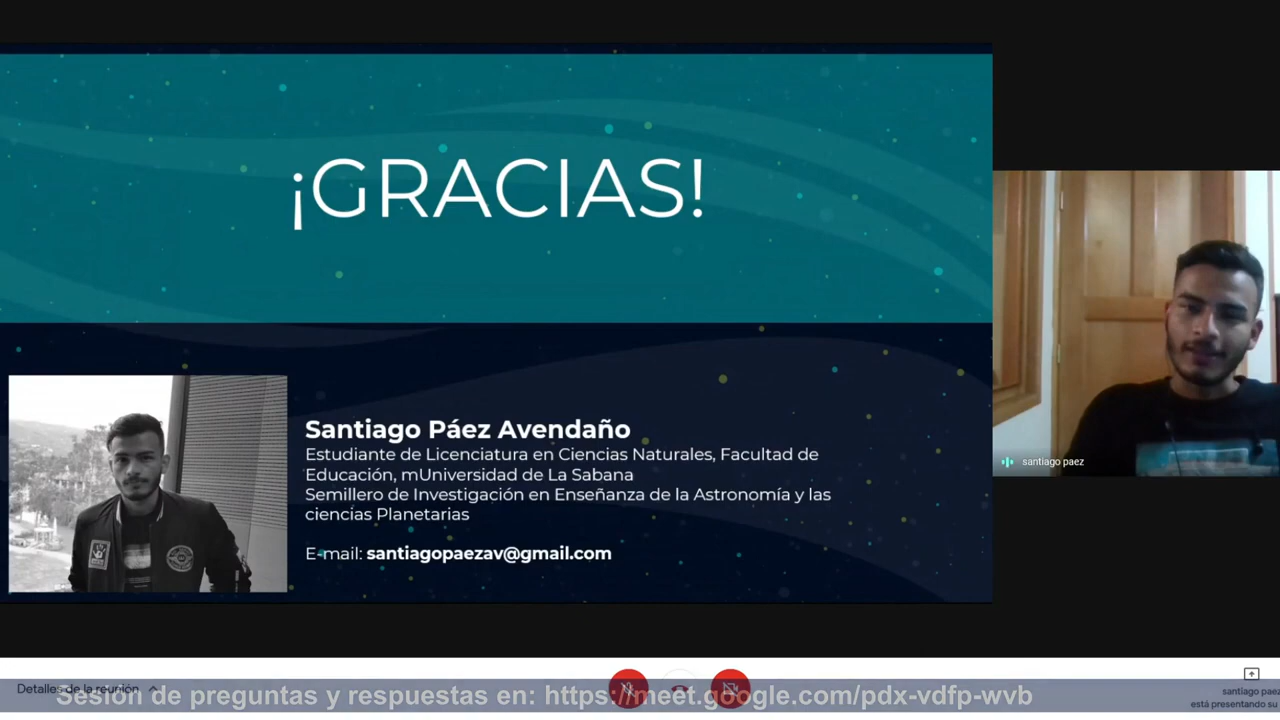 ¡GRACIAS!
Santiago Páez Avendaño
Estudiante de Licenciatura en Ciencias Naturales, Facultad de
Educación, mUniversidad de La Sabana
Semillero de Investigación en Enseñanza de la Astronomía y las
ciencias Planetarias
E-mail: santiagopaezav@gmail.com
santiago paez
Detalles de la reunión
Sesión de preguntas y respuestas en: https://meet.google.com/pdx-vdfp-wvb
santiago paez
está presentando su